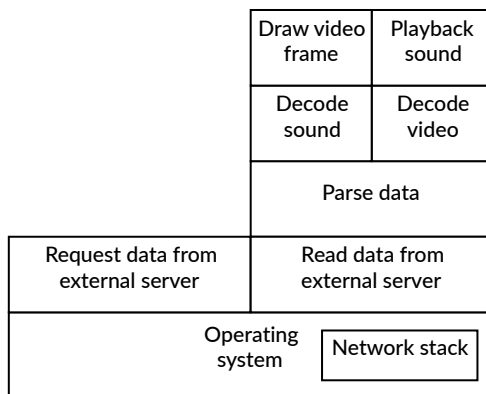 Draw video
frame
Playback
sound
Decode
sound
Decode
video
Parse data
Request data from
external server
Read data from
external server
Operating
system
Network stack